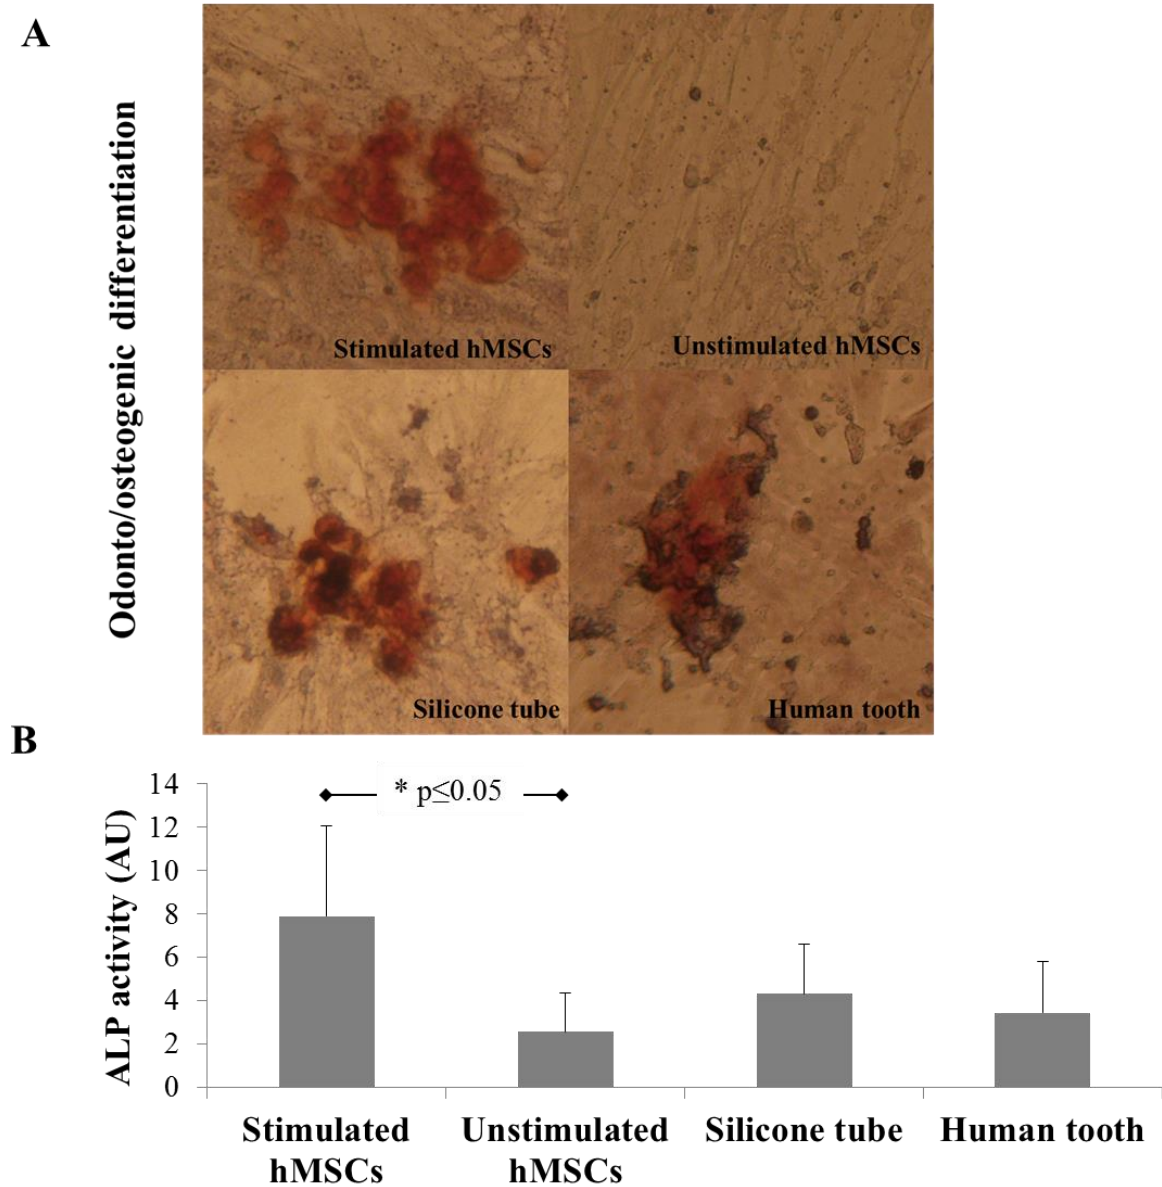 A
Odonto/osteogenic differentiation
Stimulated hMSCs
Unstimulated hMSCs
Silicone tube
Human tooth
B
ALP activity (AU)
14
12
10
8
6
4
2
0
* p≤0.05
Stimulated
hMSCs
Unstimulated
hMSCs
Silicone tube
Human tooth